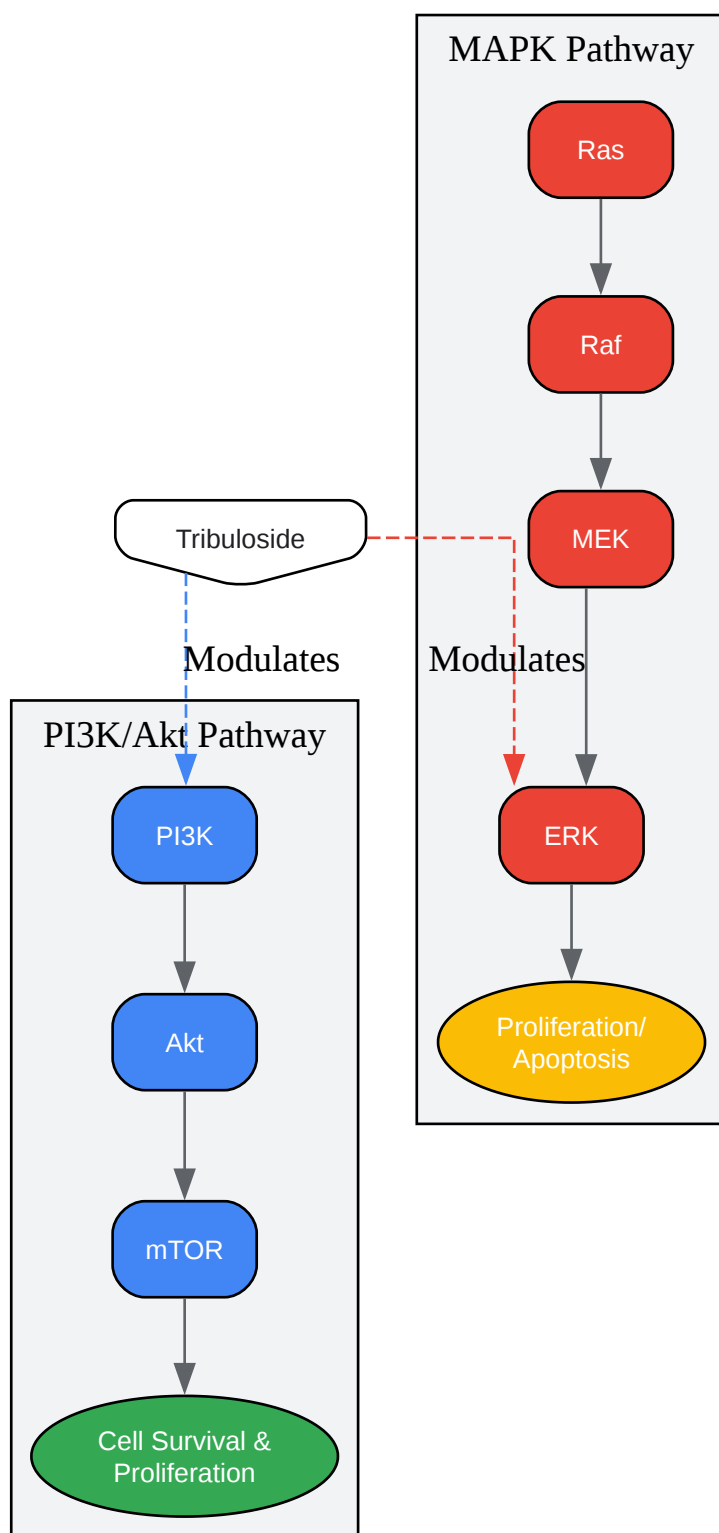 MAPK Pathway
Ras
Raf
MEK
Tribuloside
Modulates
Modulates
PI3K/Akt Pathway
PI3K
ERK
Akt
Proliferation/
Apoptosis
mTOR
Cell Survival &
Proliferation